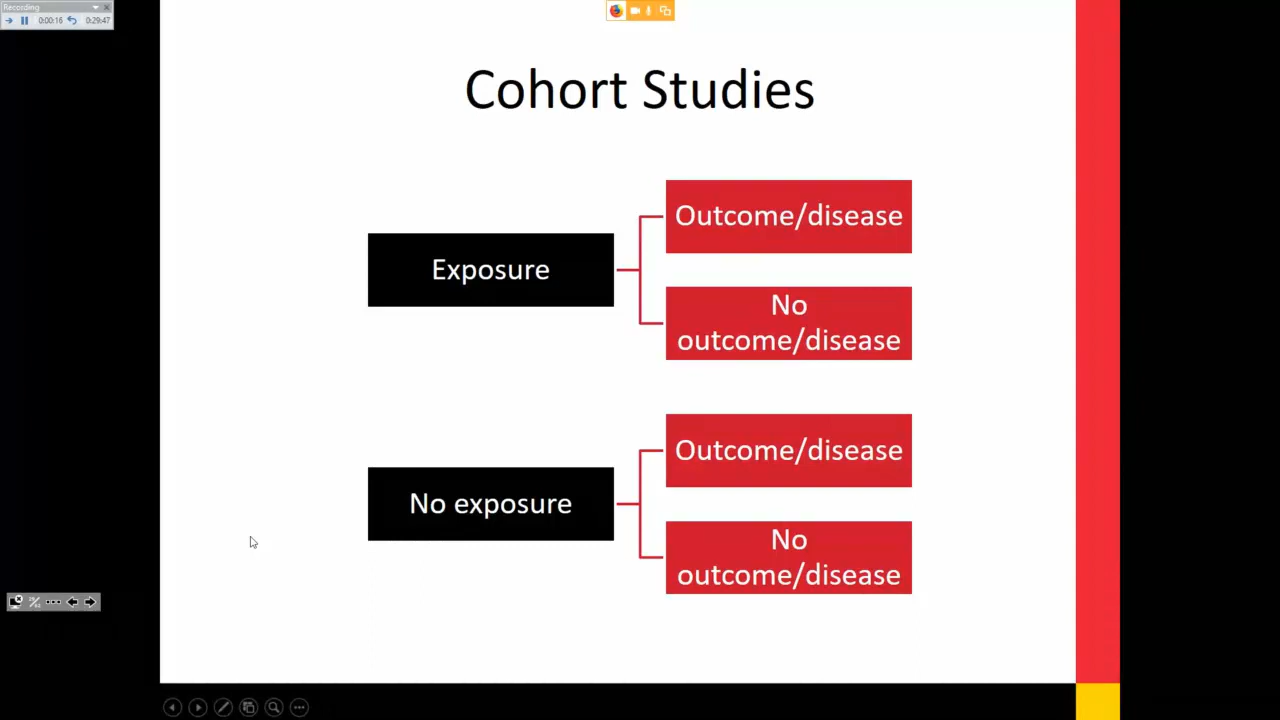 Recording
0:00:16
0:29:47
Cohort Studies
Exposure
Outcome/disease
No
outcome/disease
No exposure
Outcome/disease
No
outcome/disease